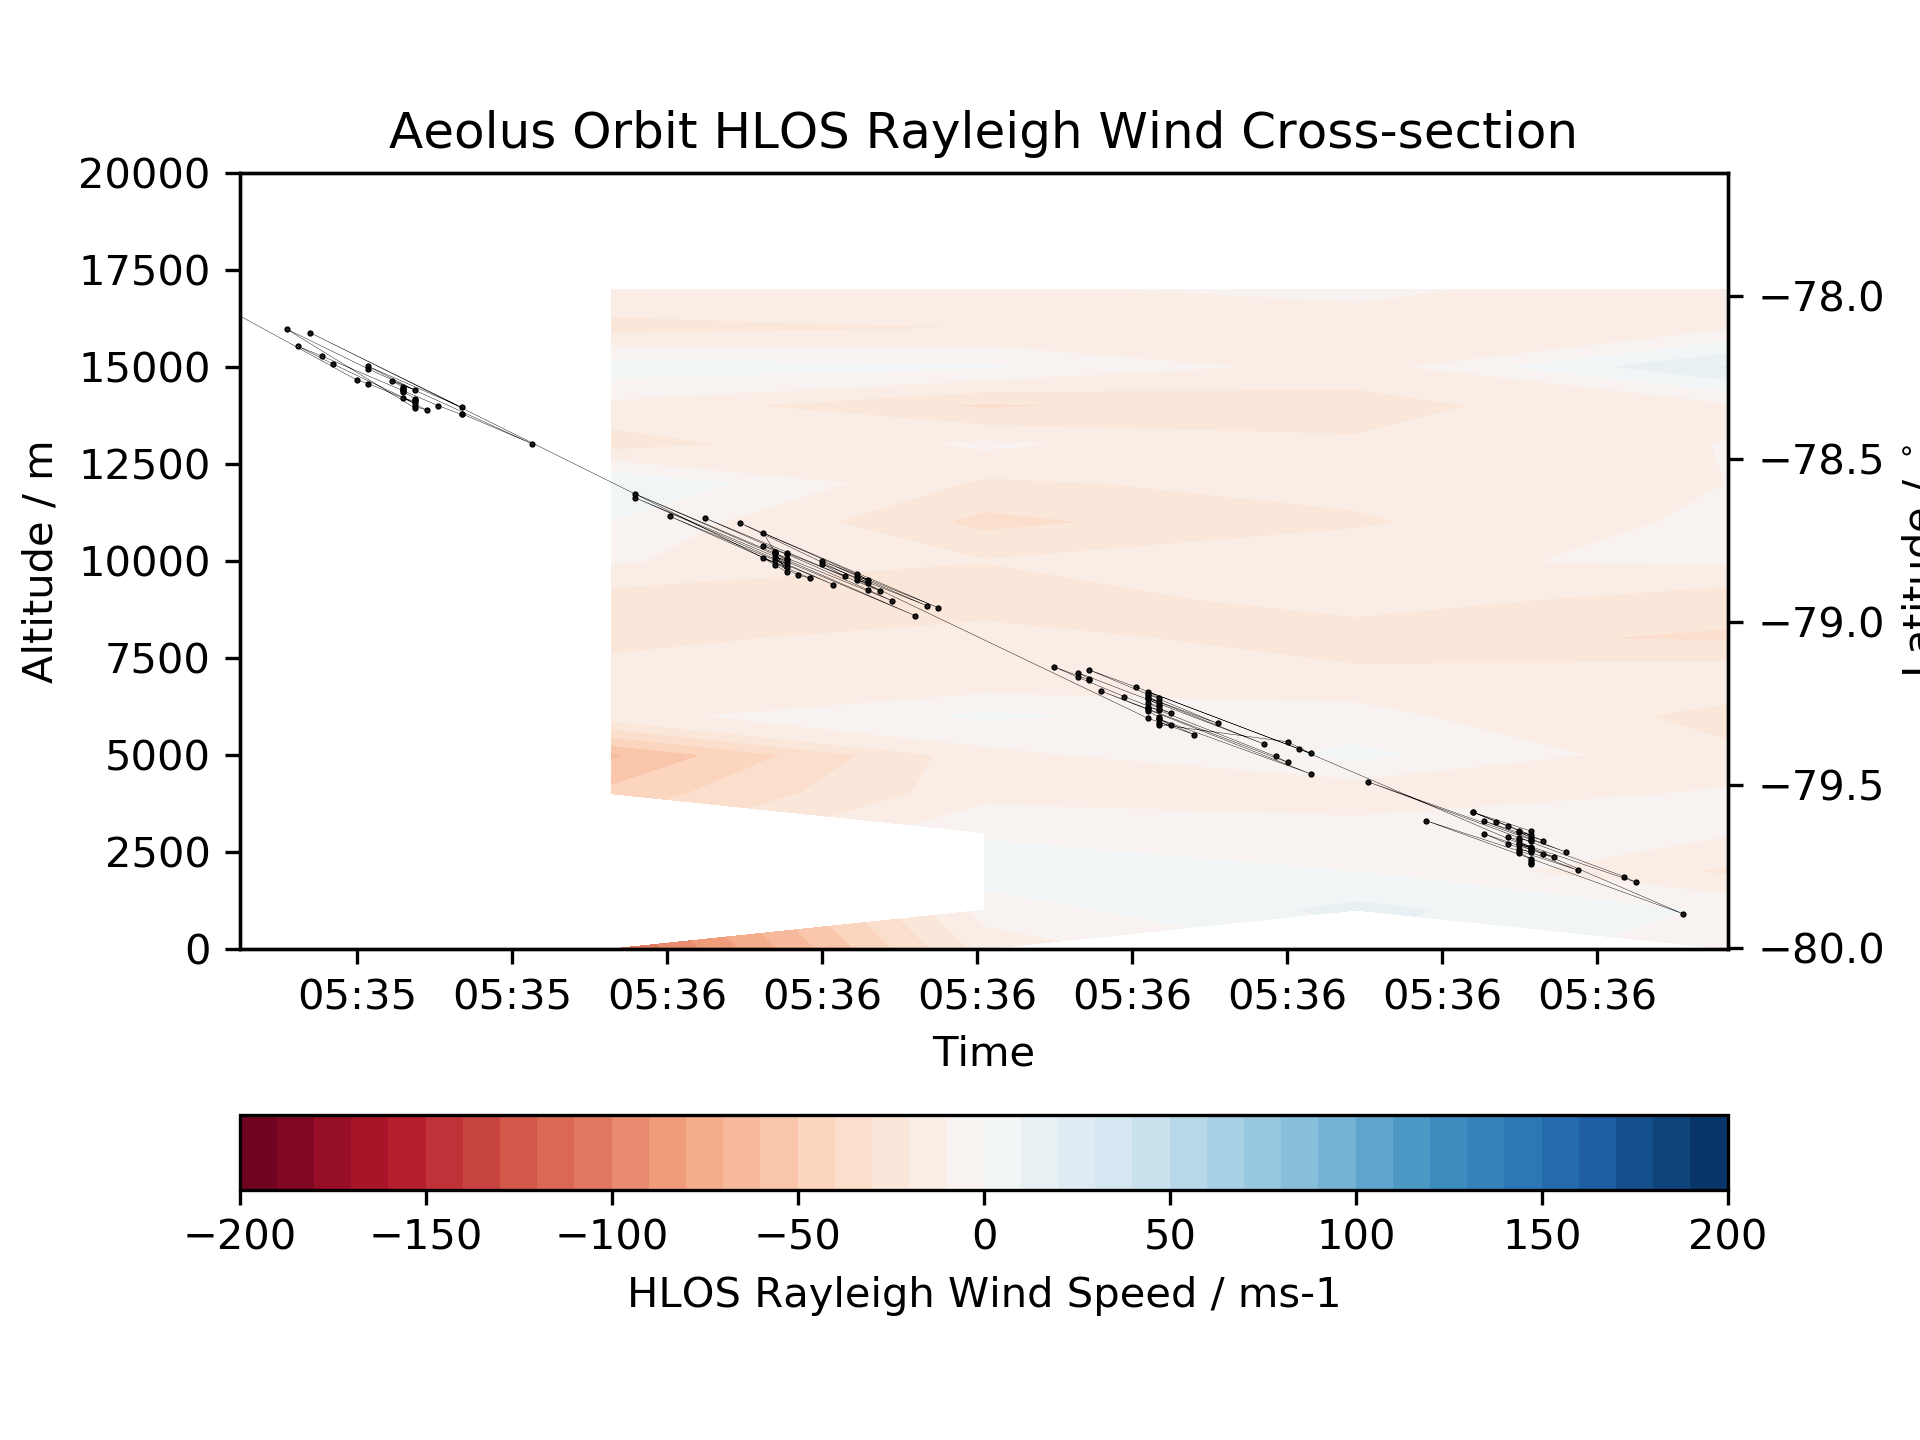 Aeolus Orbit HLOS Rayleigh Wind Cross-section
20000
17500
15000
12500
10000
7500
5000
2500
0
Altitude / m
−78.0
−78.5
−79.0
−79.5
−80.0
Latitude / °
05:35 05:35 05:36 05:36 05:36 05:36 05:36 05:36 05:36
Time
−200 −150 −100 −50 0 50 100 150 200
HLOS Rayleigh Wind Speed / ms-1